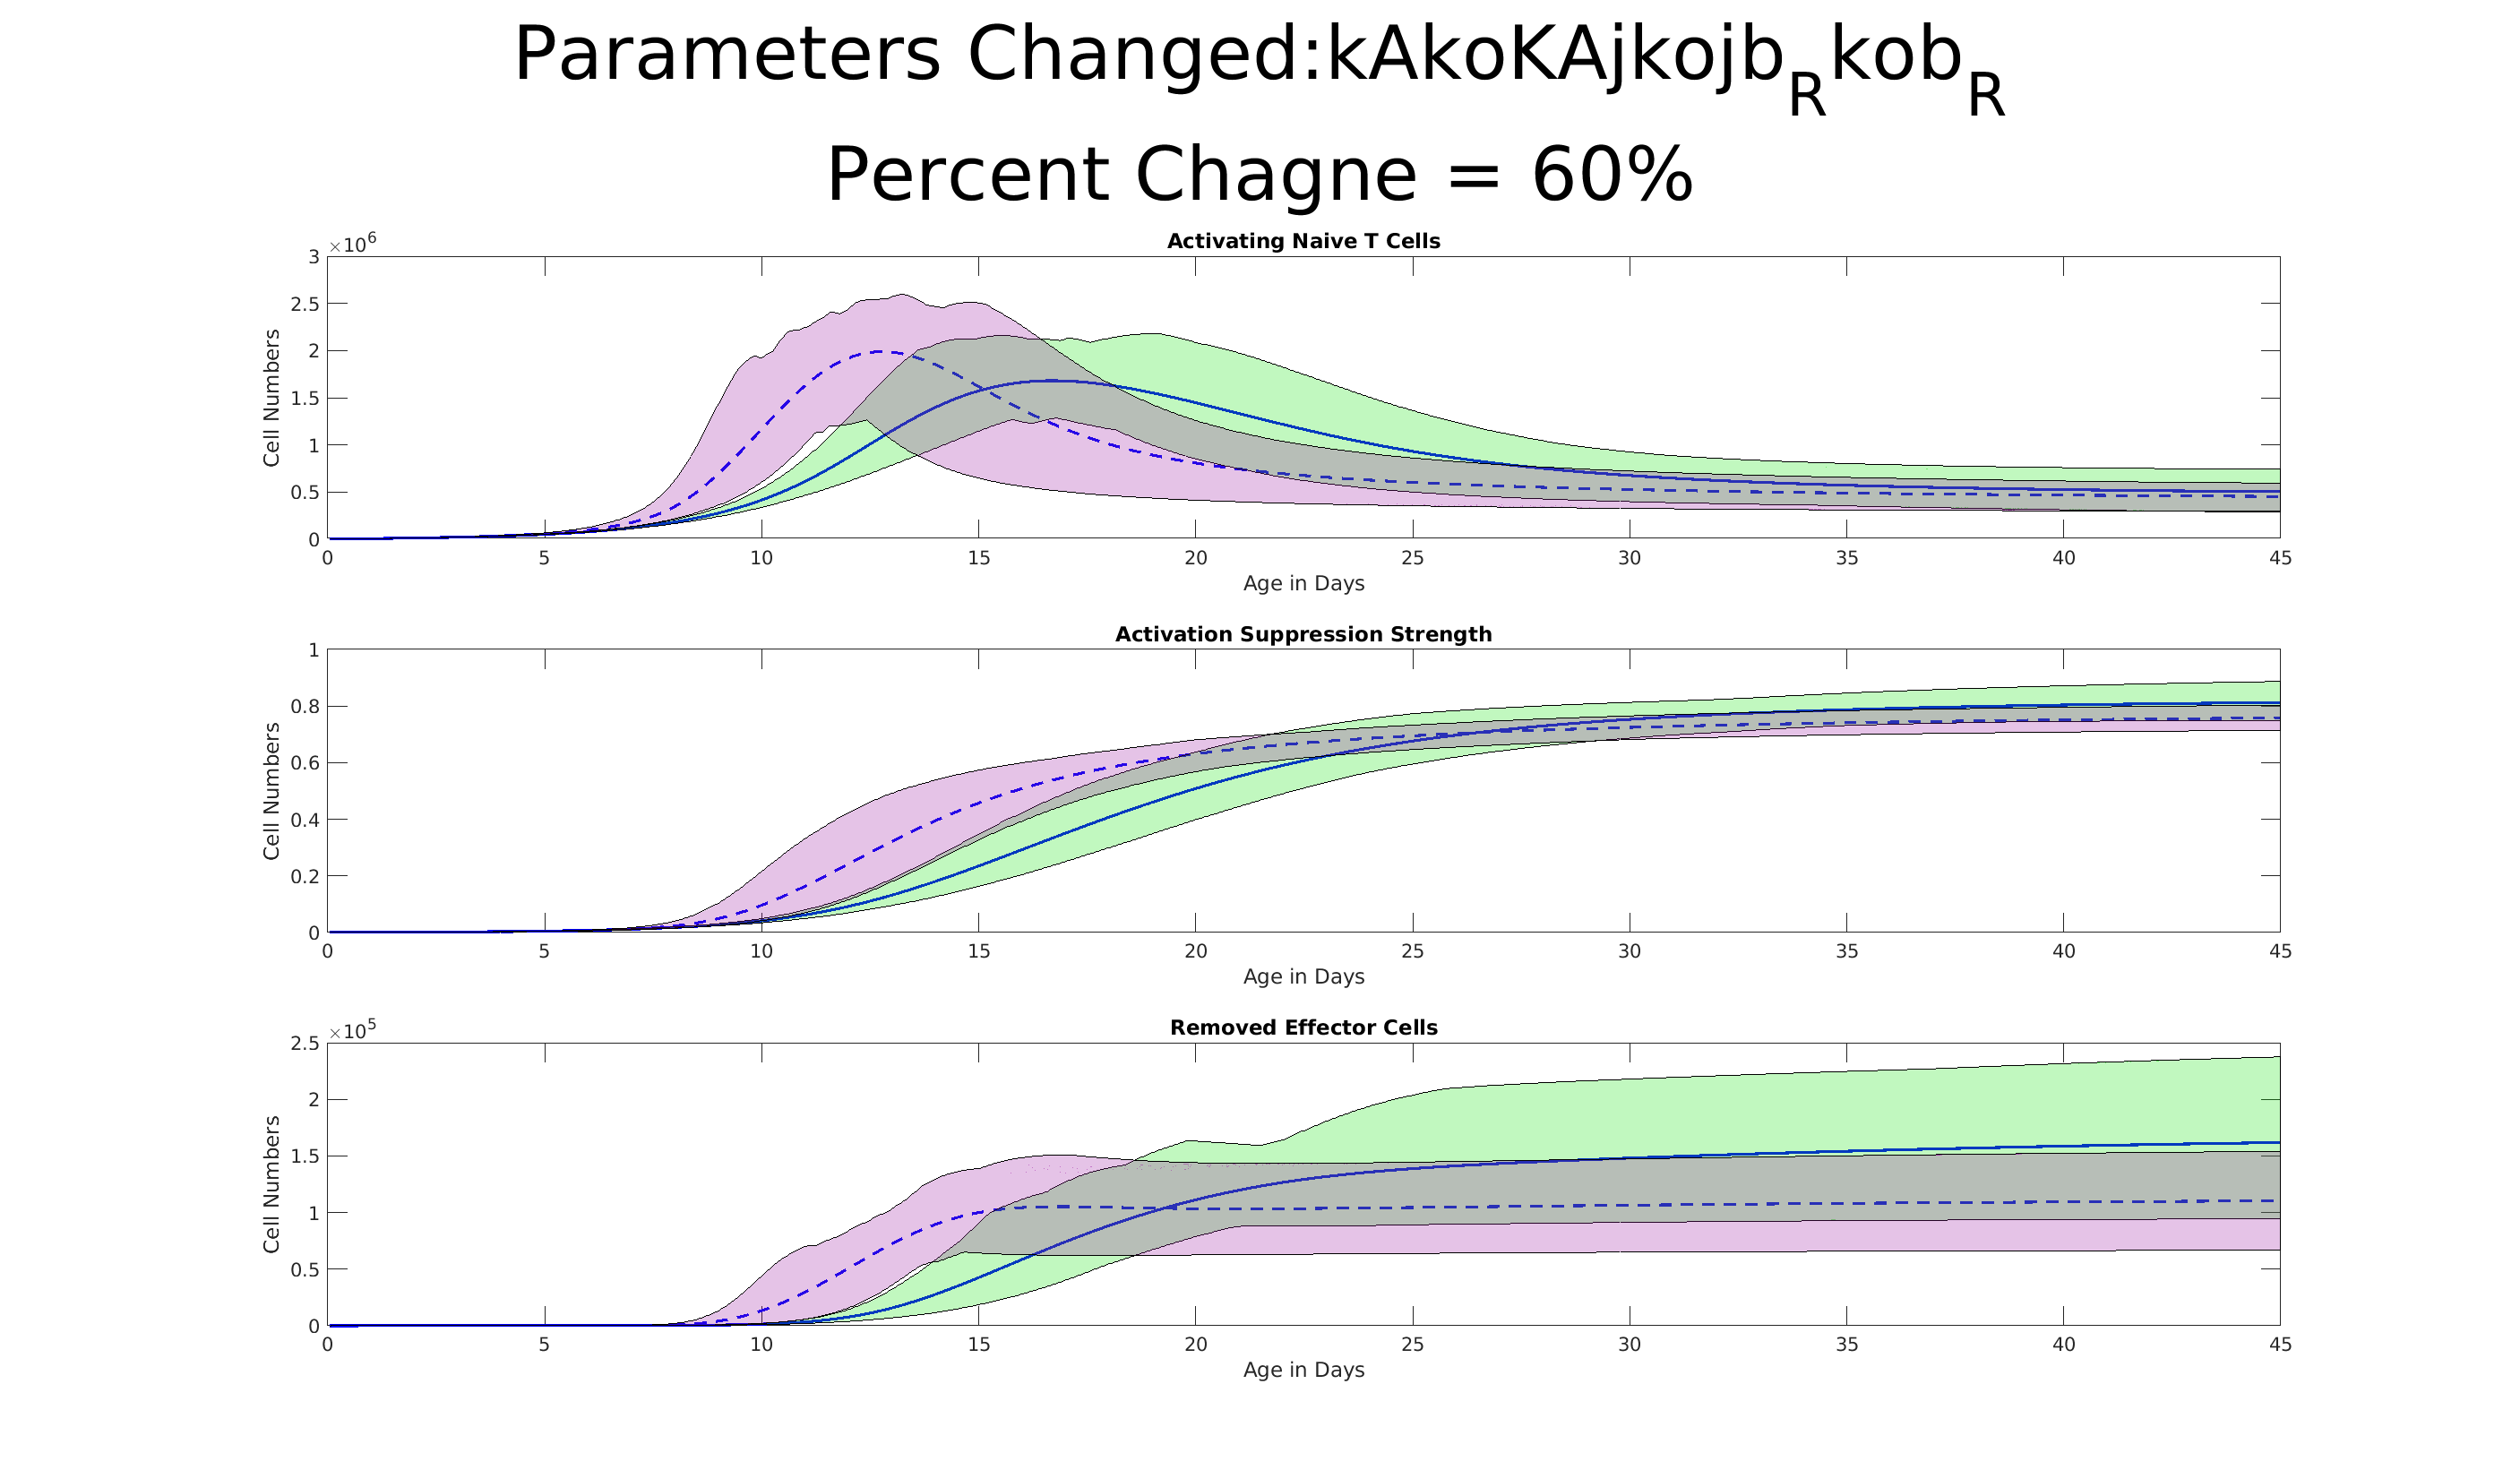 Parameters Changed:kAkoKAjkojb_Rkob_R
Percent Chagne = 60%
Activating Naive T Cells
×10^6
3
2.5
2
1.5
1
0.5
0
Cell Numbers
0 5 10 15 20 25 30 35 40 45
Age in Days
Activation Suppression Strength
1
0.8
0.6
0.4
0.2
0
Cell Numbers
0 5 10 15 20 25 30 35 40 45
Age in Days
Removed Effector Cells
×10^5
2.5
2
1.5
1
0.5
0
Cell Numbers
0 5 10 15 20 25 30 35 40 45
Age in Days